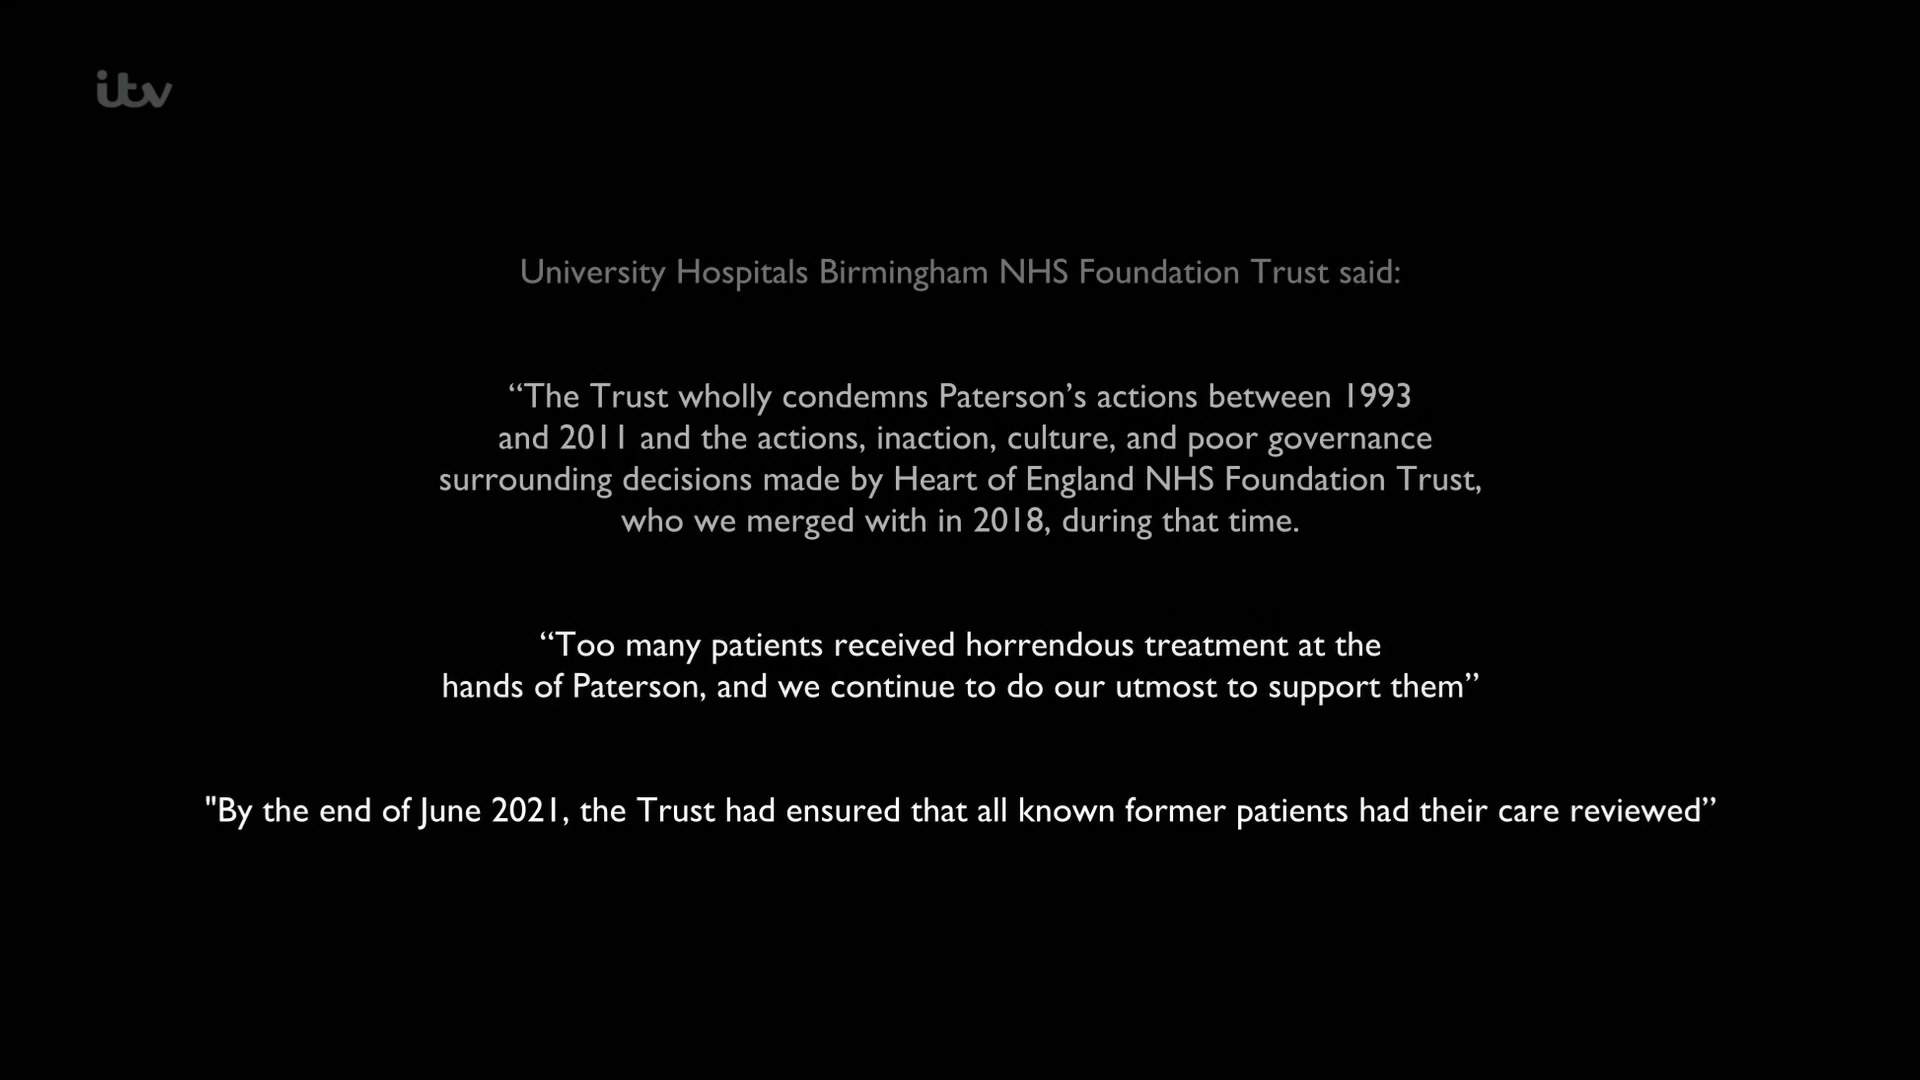 itv
University Hospitals Birmingham NHS Foundation Trust said:
“The Trust wholly condemns Paterson’s actions between 1993
and 2011 and the actions, inaction, culture, and poor governance
surrounding decisions made by Heart of England NHS Foundation Trust,
who we merged with in 2018, during that time.
“Too many patients received horrendous treatment at the
hands of Paterson, and we continue to do our utmost to support them”
"By the end of June 2021, the Trust had ensured that all known former patients had their care reviewed”